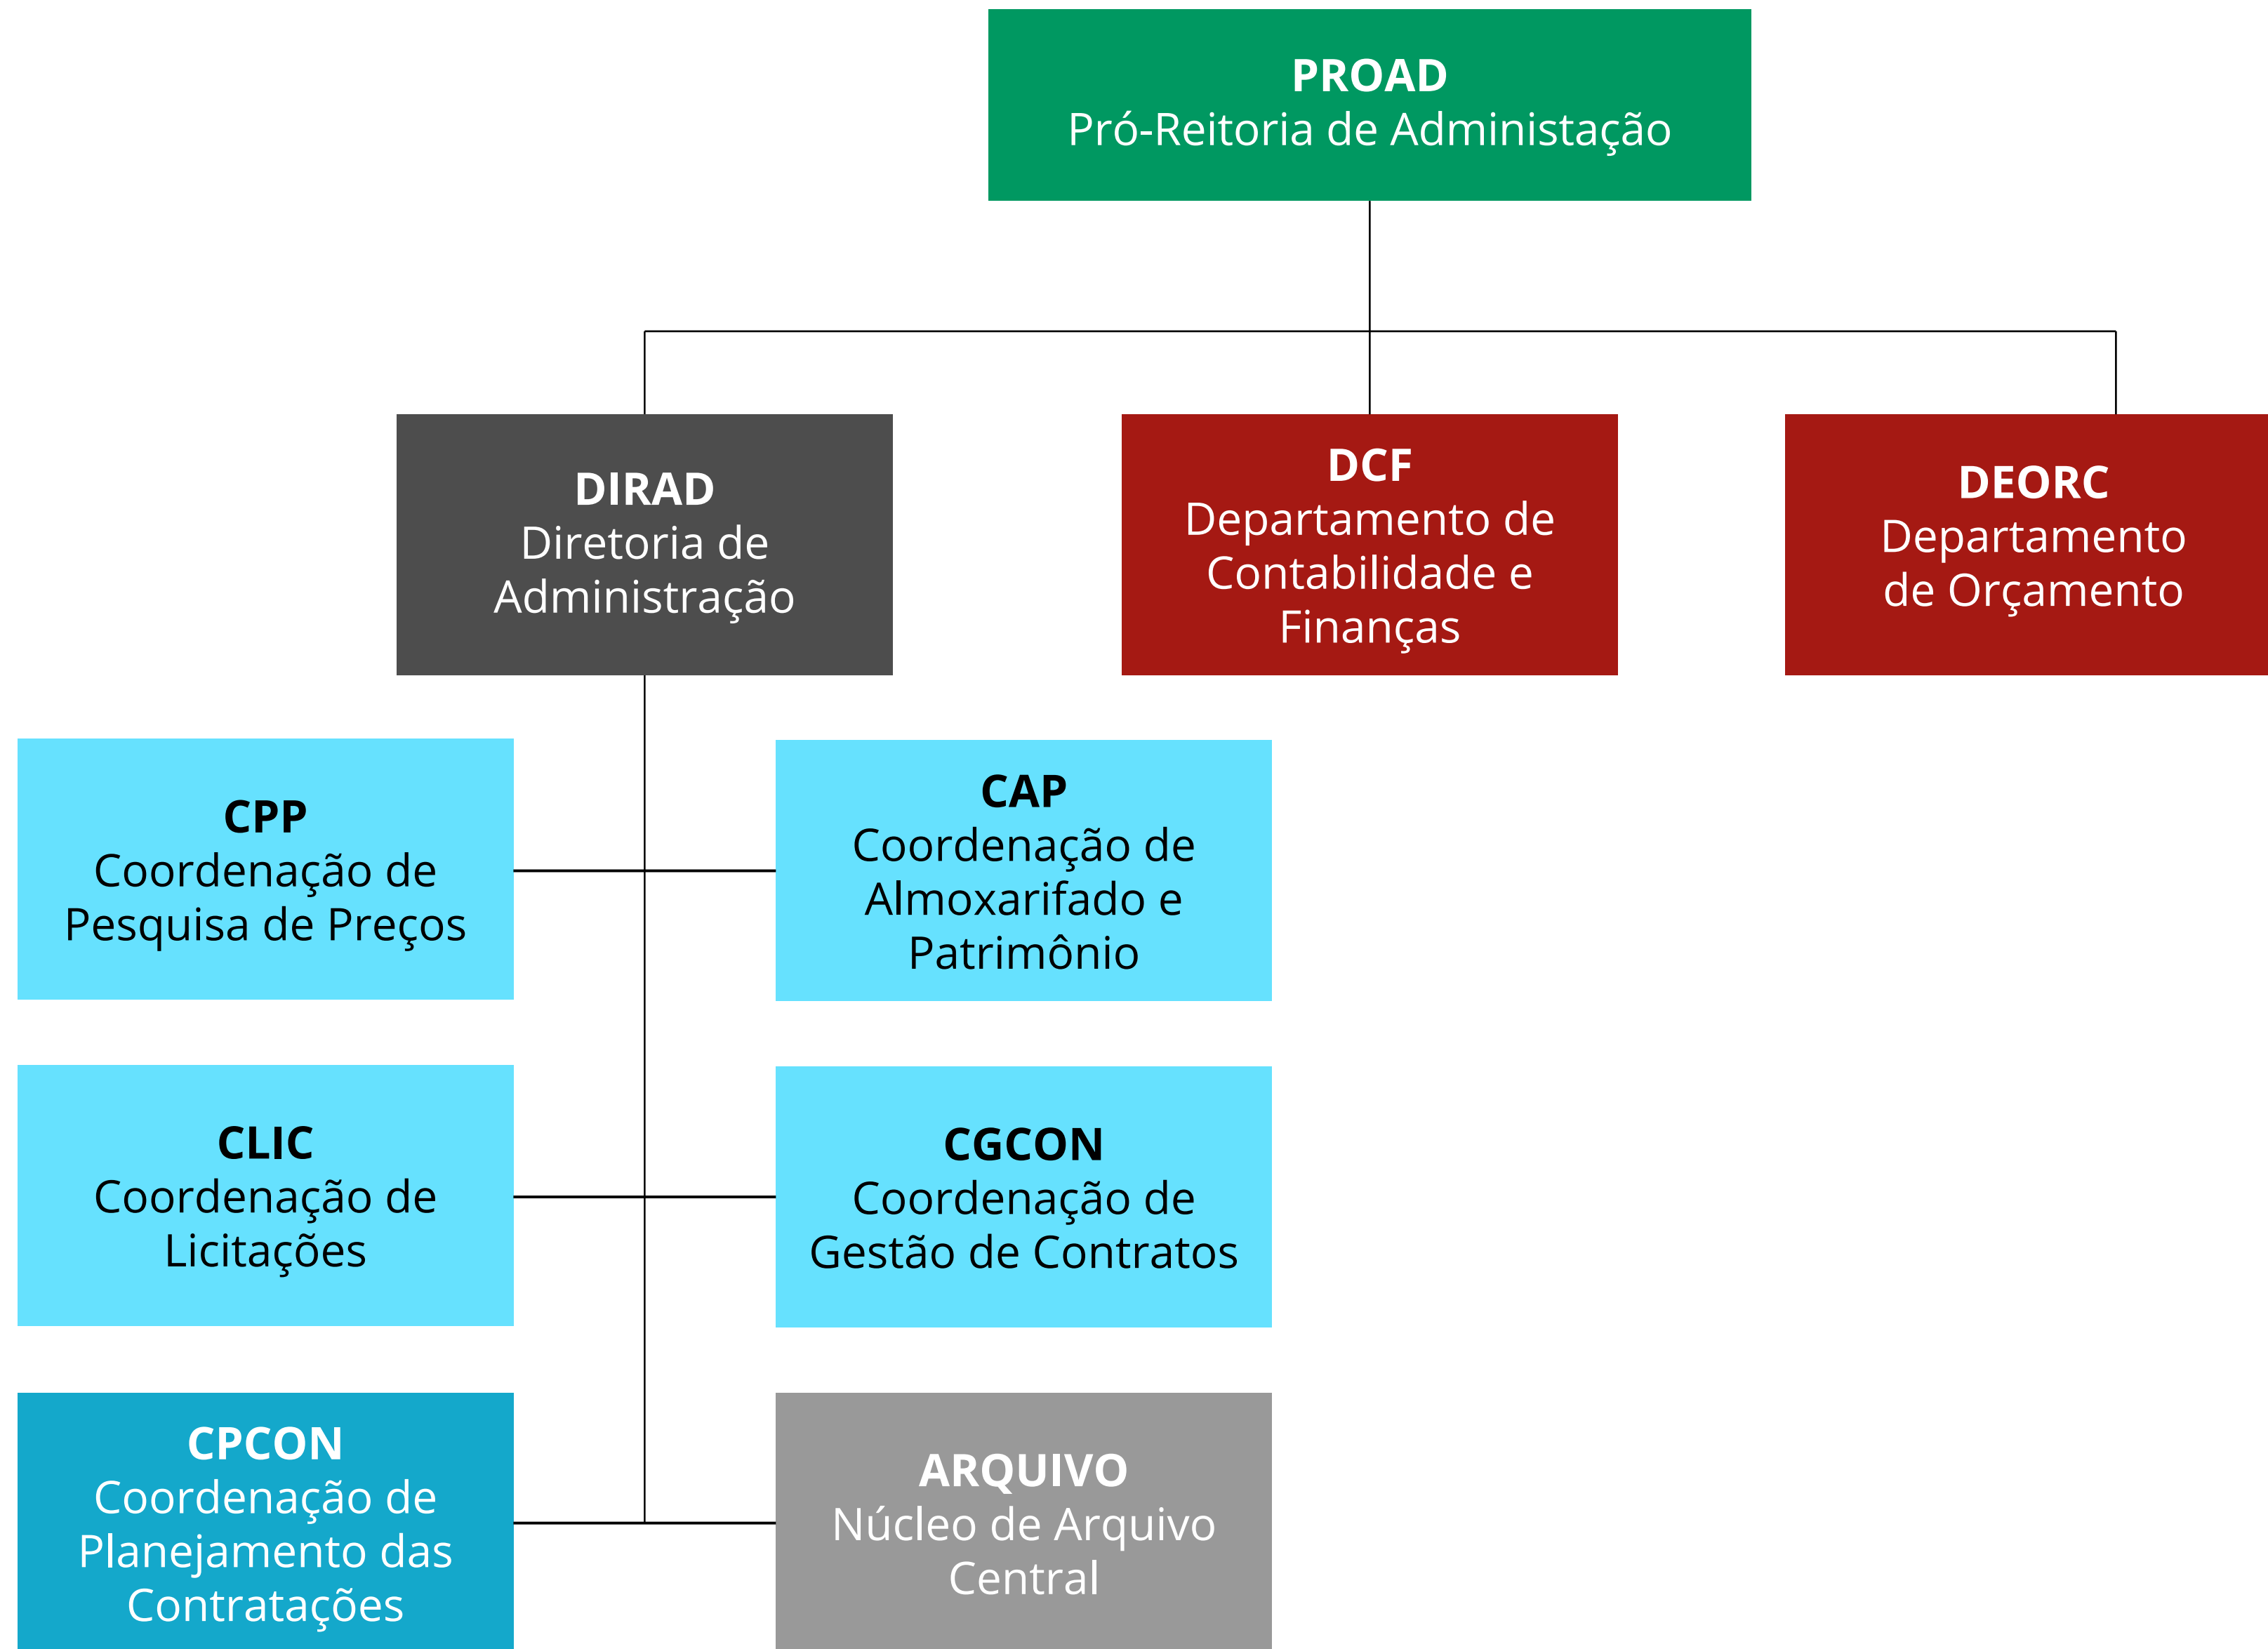 PROAD
Pró-Reitoria de Administação
DIRAD
Diretoria de
Administração
DCF
Departamento de
Contabilidade e
Finanças
DEORC
Departamento
de Orçamento
CPP
Coordenação de
Pesquisa de Preços
CAP
Coordenação de
Almoxarifado e
Patrimônio
CLIC
Coordenação de
Licitações
CGCON
Coordenação de
Gestão de Contratos
CPCON
Coordenação de
Planejamento das
Contratações
ARQUIVO
Núcleo de Arquivo
Central